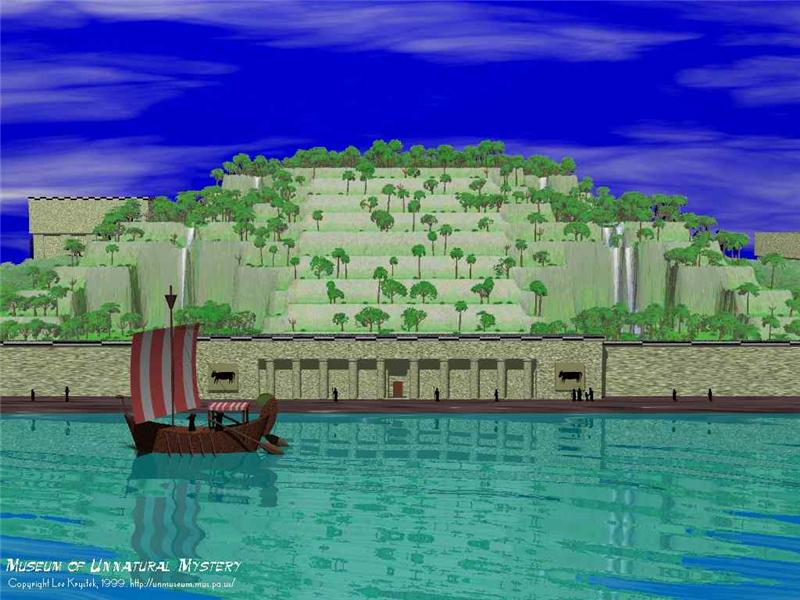 Museum of Unnatural Mystery
Copyright Lee Krystek, 1999. http://unmuseum.mus.pa.us/